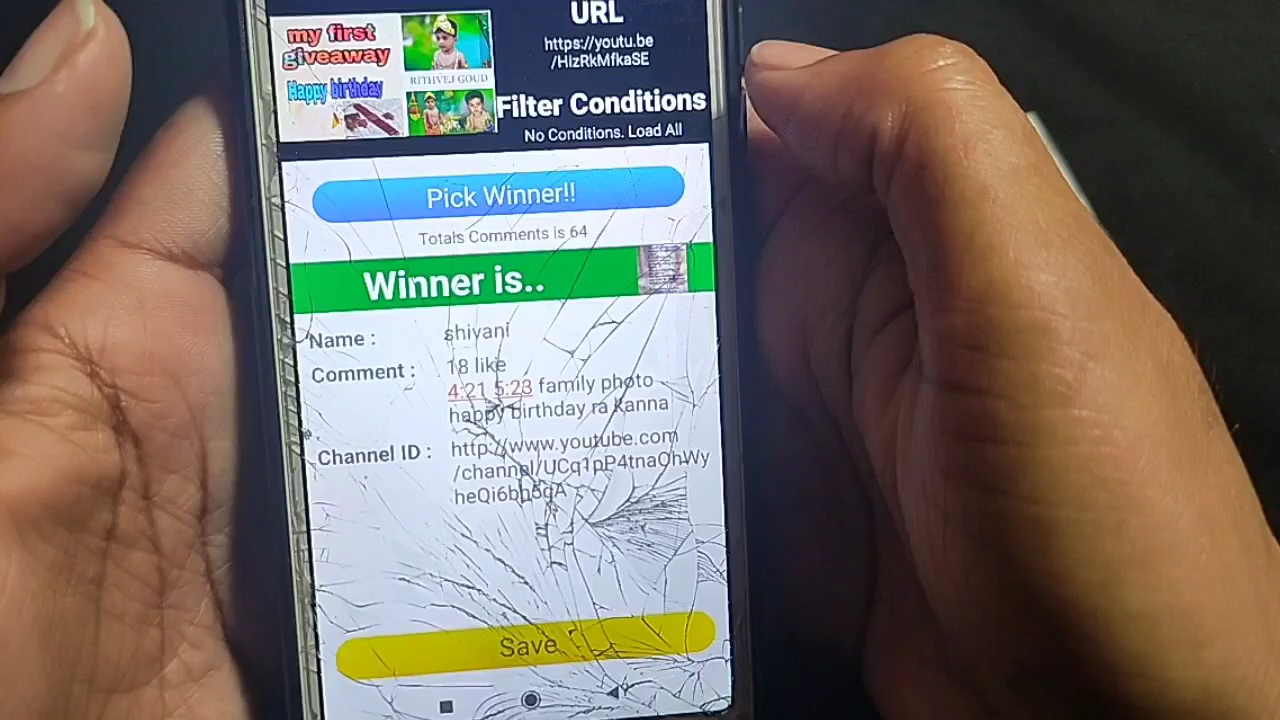 my first
giveaway
Happy birthday
RITHVEJ GOUD
URL
https://youtu.be
/HizRkMfkaSE
Filter Conditions
No Conditions. Load All
Pick Winner!!
Totals Comments is 64
Winner is..
Name : shivani
Comment : 18 like
4:21 5:23 family photo
happy birthday ra Kanna
Channel ID : http://www.youtube.com
/channel/UCq1pP4tnaQhWy
heQi6bh5gA
Save